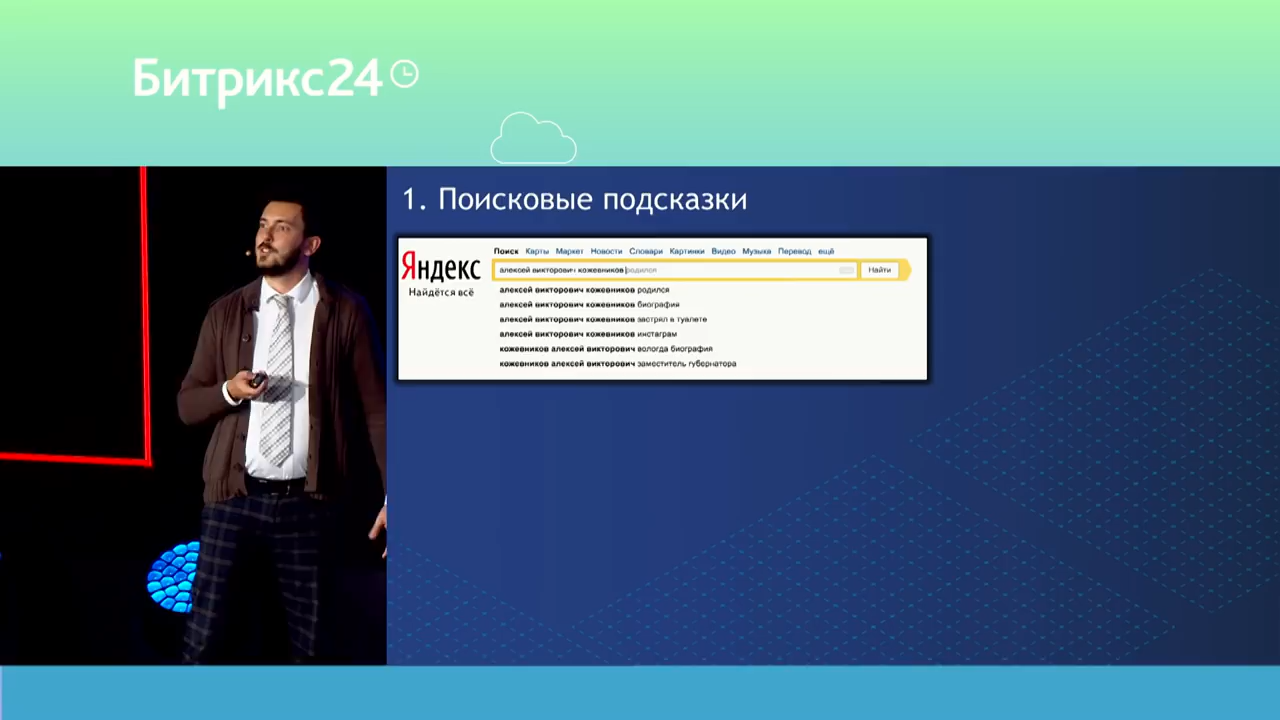 Битрикс24
1. Поисковые подсказки
Поиск Карты Маркет Новости Словари Картинки Видео Музыка Перевод ещё
Яндекс
Найдётся всё
алексей викторович кожевников родился
Найти
алексей викторович кожевников родился
алексей викторович кожевников биография
алексей викторович кожевников застрял в туалете
алексей викторович кожевников инстаграм
кожевников алексей викторович вологда биография
кожевников алексей викторович заместитель губернатора